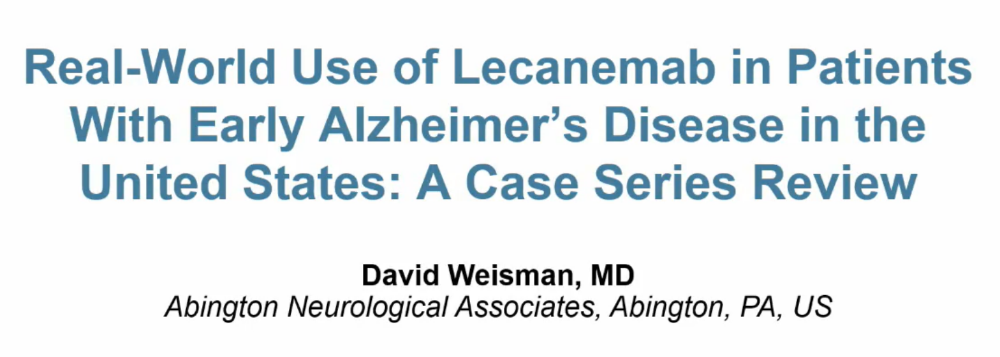 Real-World Use of Lecanemab in Patients
With Early Alzheimer’s Disease in the
United States: A Case Series Review
David Weisman, MD
Abington Neurological Associates, Abington, PA, US